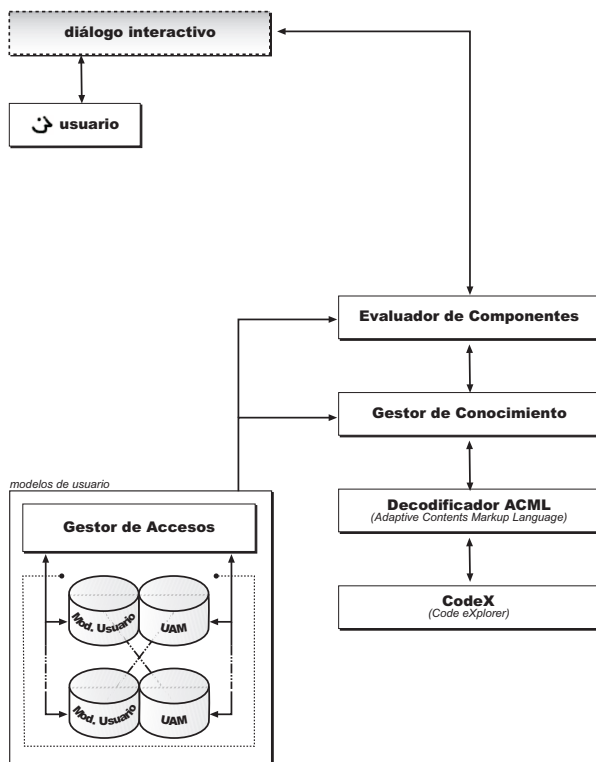 diálogo interactivo
usuario
Evaluador de Componentes
Gestor de Conocimiento
Decodificador ACML
(Adaptive Contents Markup Language)
CodeX
(Code eXplorer)
modelos de usuario
Gestor de Accesos
Mod. Usuario
UAM
Mod. Usuario
UAM